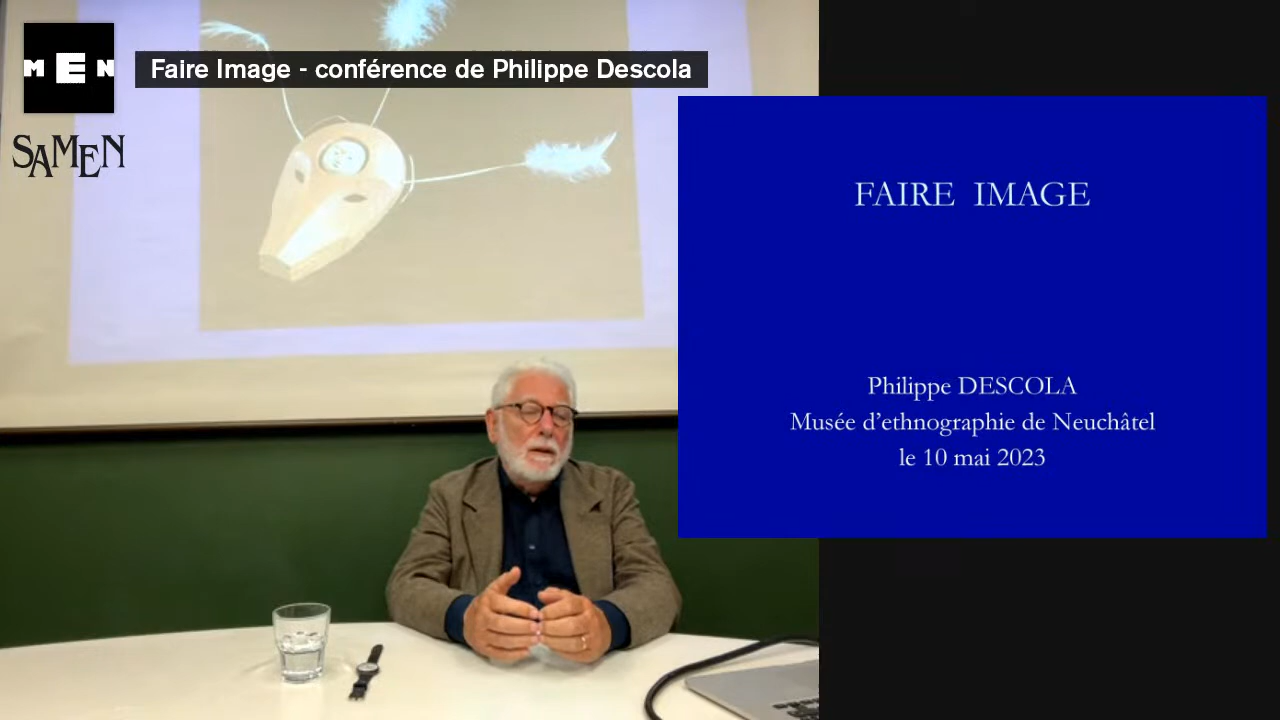 MEN
Faire Image - conférence de Philippe Descola
SAMEN
FAIRE IMAGE
Philippe DESCOLA
Musée d'ethnographie de Neuchâtel
le 10 mai 2023